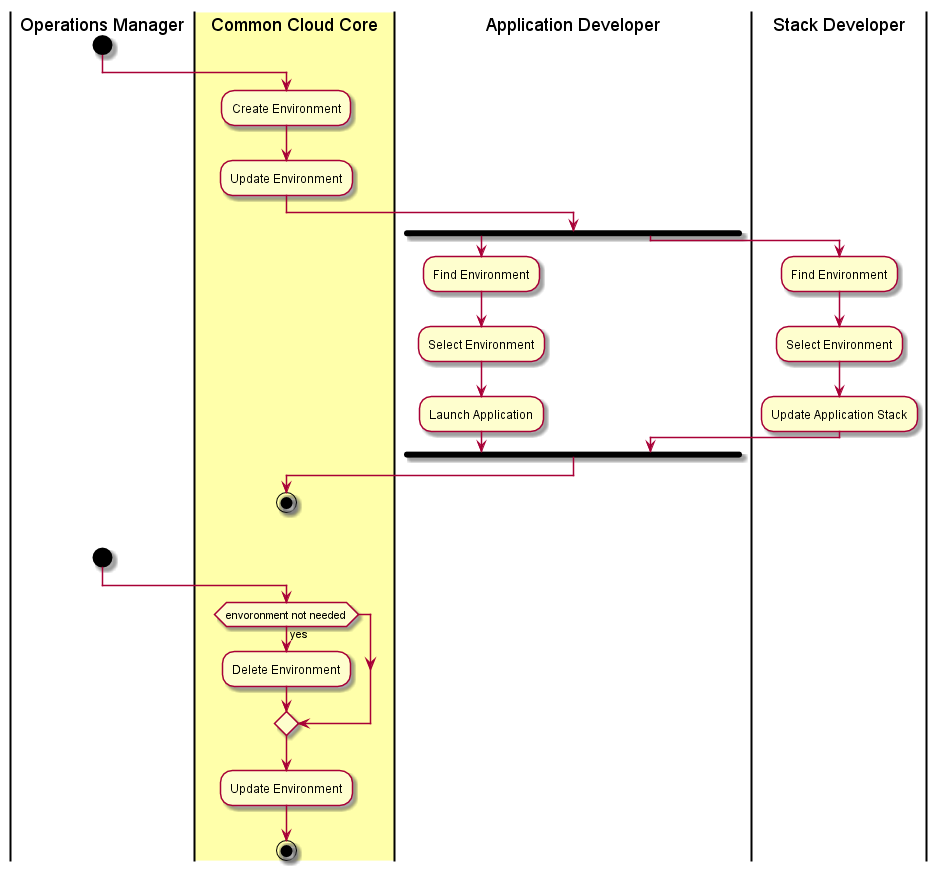 Operations Manager
Common Cloud Core
Application Developer
Stack Developer
Create Environment
Update Environment
Find Environment
Find Environment
Select Environment
Select Environment
Launch Application
Update Application Stack
envoronment not needed
yes
Delete Environment
Update Environment